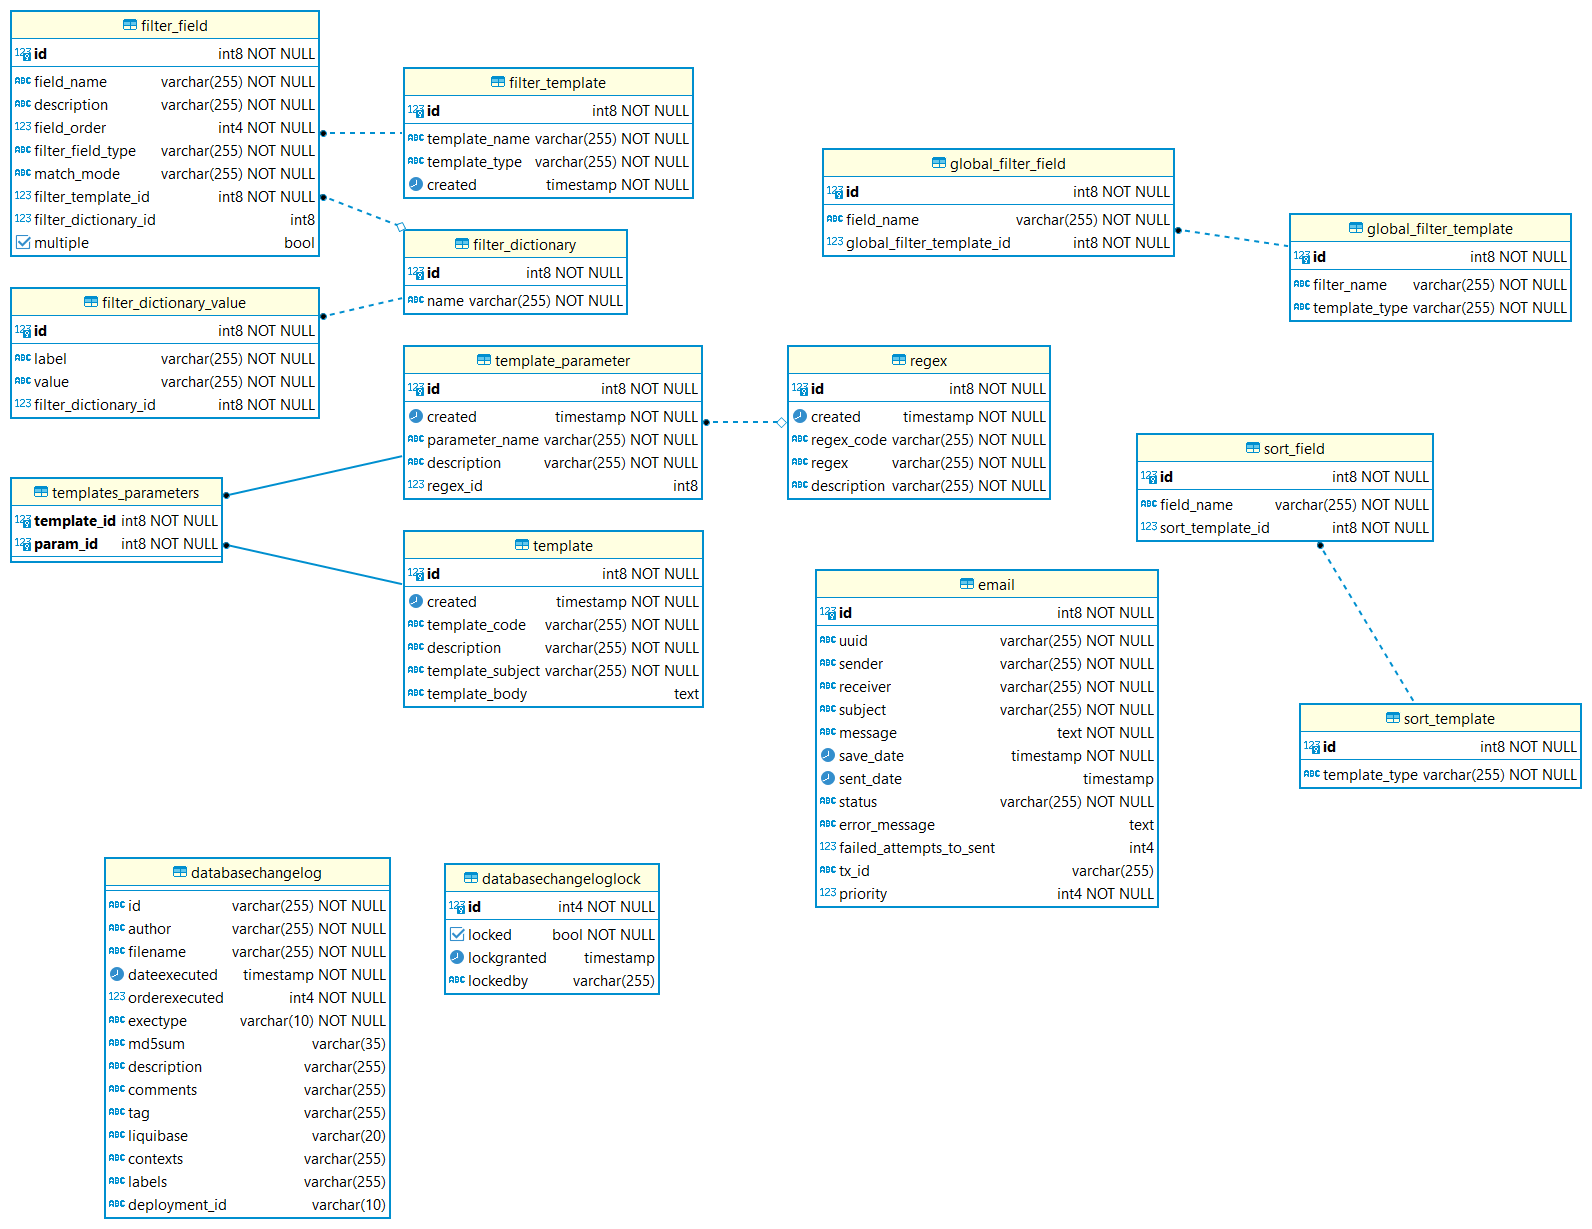 filter_field
id int8 NOT NULL
field_name varchar(255) NOT NULL
description varchar(255) NOT NULL
field_order int4 NOT NULL
filter_field_type varchar(255) NOT NULL
match_mode varchar(255) NOT NULL
filter_template_id int8 NOT NULL
filter_dictionary_id int8
multiple bool
filter_template
id int8 NOT NULL
template_name varchar(255) NOT NULL
template_type varchar(255) NOT NULL
created timestamp NOT NULL
filter_dictionary
id int8 NOT NULL
name varchar(255) NOT NULL
filter_dictionary_value
id int8 NOT NULL
label varchar(255) NOT NULL
value varchar(255) NOT NULL
filter_dictionary_id int8 NOT NULL
global_filter_field
id int8 NOT NULL
field_name varchar(255) NOT NULL
global_filter_template_id int8 NOT NULL
global_filter_template
id int8 NOT NULL
filter_name varchar(255) NOT NULL
template_type varchar(255) NOT NULL
template_parameter
id int8 NOT NULL
created timestamp NOT NULL
parameter_name varchar(255) NOT NULL
description varchar(255) NOT NULL
regex_id int8
regex
id int8 NOT NULL
created timestamp NOT NULL
regex_code varchar(255) NOT NULL
regex varchar(255) NOT NULL
description varchar(255) NOT NULL
templates_parameters
template_id int8 NOT NULL
param_id int8 NOT NULL
template
id int8 NOT NULL
created timestamp NOT NULL
template_code varchar(255) NOT NULL
description varchar(255) NOT NULL
template_subject varchar(255) NOT NULL
template_body text
sort_field
id int8 NOT NULL
field_name varchar(255) NOT NULL
sort_template_id int8 NOT NULL
email
id int8 NOT NULL
uuid varchar(255) NOT NULL
sender varchar(255) NOT NULL
receiver varchar(255) NOT NULL
subject varchar(255) NOT NULL
message text NOT NULL
save_date timestamp NOT NULL
sent_date timestamp
status varchar(255) NOT NULL
error_message text
failed_attempts_to_sent int4
tx_id varchar(255)
priority int4 NOT NULL
sort_template
id int8 NOT NULL
template_type varchar(255) NOT NULL
databasechangelog
id varchar(255) NOT NULL
author varchar(255) NOT NULL
filename varchar(255) NOT NULL
dateexecuted timestamp NOT NULL
orderexecuted int4 NOT NULL
exectype varchar(10) NOT NULL
md5sum varchar(35)
description varchar(255)
comments varchar(255)
tag varchar(255)
liquibase varchar(20)
contexts varchar(255)
labels varchar(255)
deployment_id varchar(10)
databasechangeloglock
id int4 NOT NULL
locked bool NOT NULL
lockgranted timestamp
lockedby varchar(255)